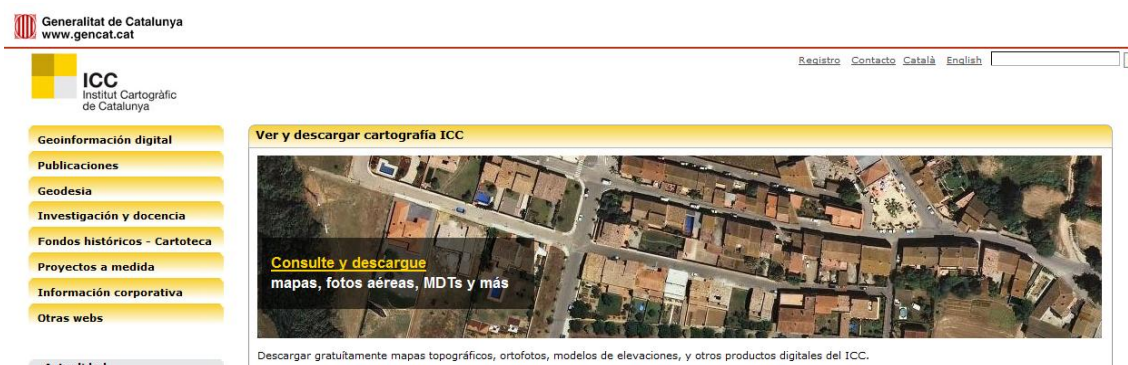 Generalitat de Catalunya
www.gencat.cat
Registro Contacto Català English
ICC
Institut Cartogràfic
de Catalunya
Geoinformación digital
Publicaciones
Geodesia
Investigación y docencia
Fondos históricos - Cartoteca
Proyectos a medida
Información corporativa
Otras webs
Ver y descargar cartografía ICC
Consulte y descargue
mapas, fotos aéreas, MDTs y más
Descargar gratuítamente mapas topográficos, ortofotos, modelos de elevaciones, y otros productos digitales del ICC.